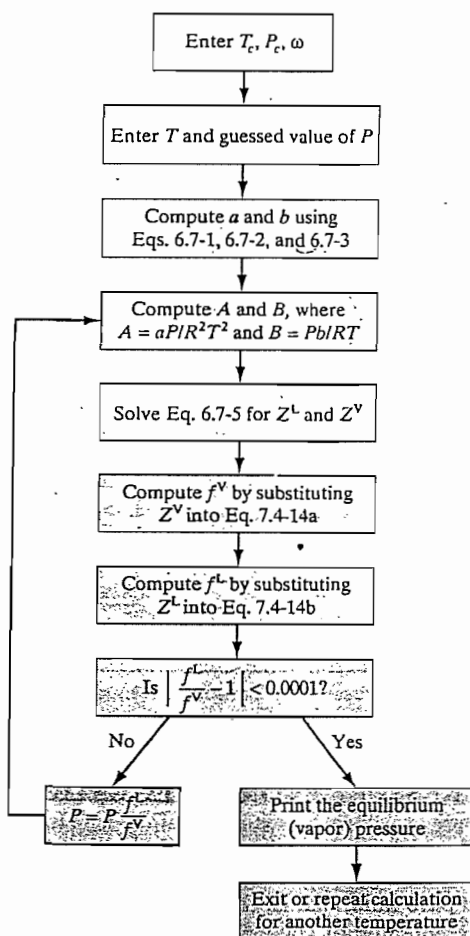 Enter T_c, P_c, ω
Enter T and guessed value of P
Compute a and b using
Eqs. 6.7-1, 6.7-2, and 6.7-3
Compute A and B, where
A = aP/R²T² and B = Pb/RT
Solve Eq. 6.7-5 for Z^L and Z^V
Compute f^V by substituting
Z^V into Eq. 7.4-14a
Compute f^L by substituting
Z^L into Eq. 7.4-14b
Is | f^L/f^V − 1 | < 0.0001?
No
Yes
P = P f^L/f^V
Print the equilibrium
(vapor) pressure
Exit or repeat calculation
for another temperature